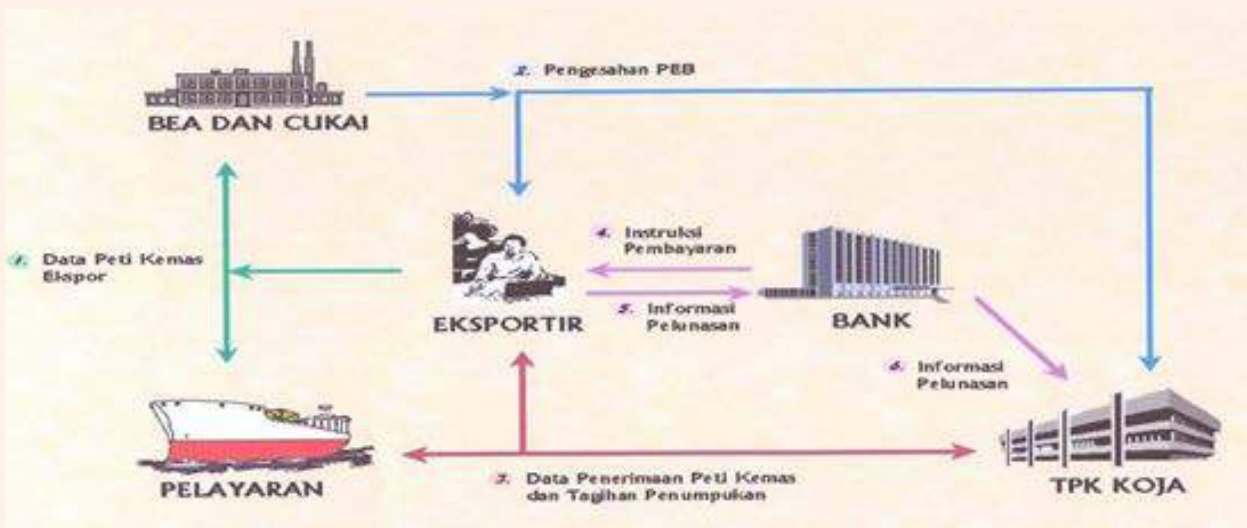 2. Pengesahan PEB
BEA DAN CUKAI
1. Data Peti Kemas
Ekspor
4. Instruksi
Pembayaran
EKSPORTIR
5. Informasi
Pelunasan
BANK
6. Informasi
Pelunasan
PELAYARAN
3. Data Penerimaan Peti Kemas
dan Tagihan Penumpukan
TPK KOJA